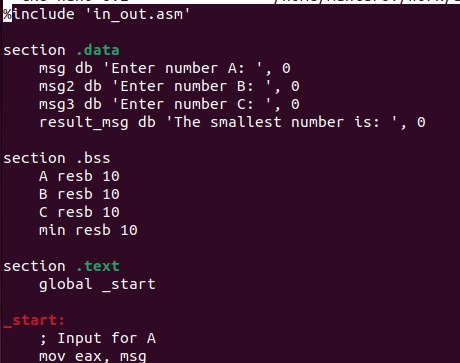 %include 'in_out.asm'
section .data
    msg db 'Enter number A: ', 0
    msg2 db 'Enter number B: ', 0
    msg3 db 'Enter number C: ', 0
    result_msg db 'The smallest number is: ', 0
section .bss
    A resb 10
    B resb 10
    C resb 10
    min resb 10
section .text
    global _start
_start:
    ; Input for A
    mov eax, msg